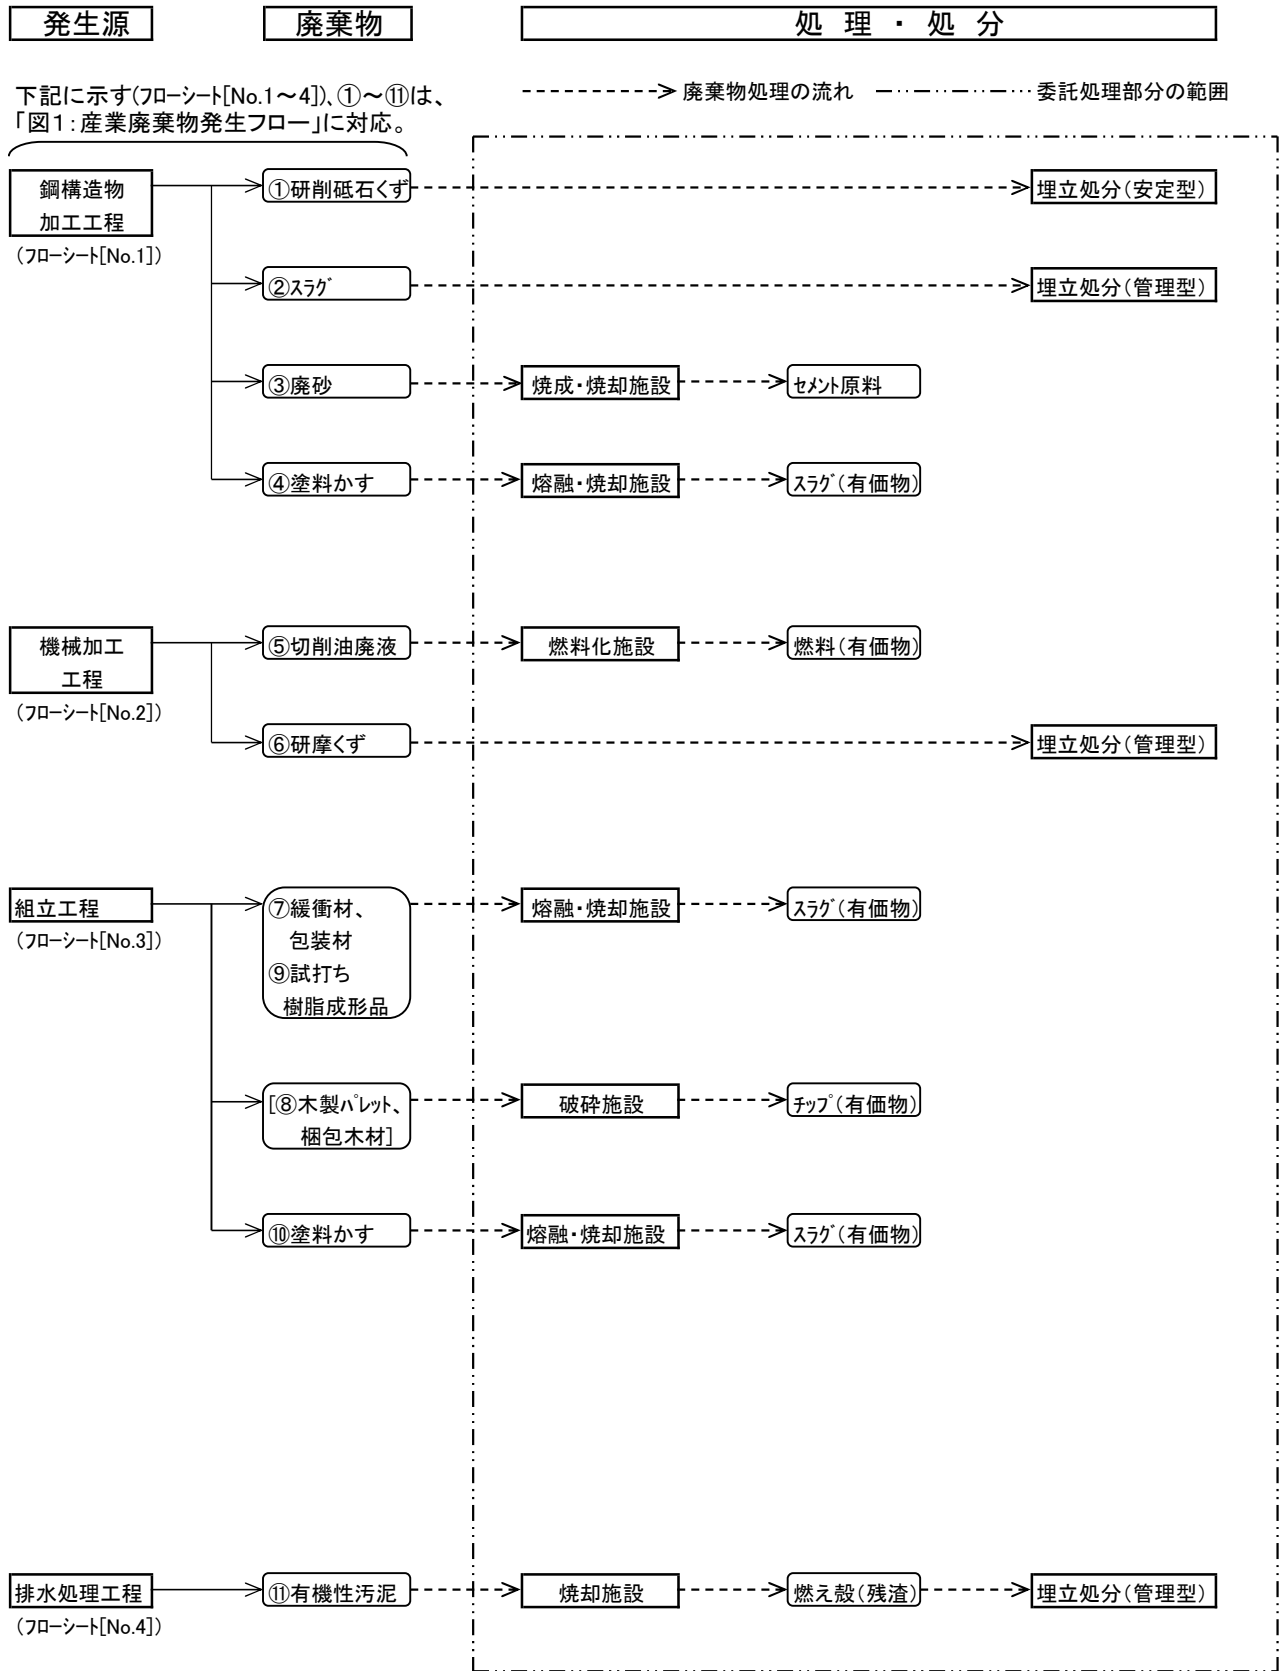 発生源 廃棄物 処 理 ・ 処 分
下記に示す(ﾌﾛｰｼｰﾄ[No.1～4])、①～⑪は、
「図1：産業廃棄物発生フロー」に対応。
廃棄物処理の流れ 委託処理部分の範囲
鋼構造物
加工工程
(ﾌﾛｰｼｰﾄ[No.1])
①研削砥石くず 埋立処分(安定型)
②ｽﾗｸﾞ 埋立処分(管理型)
③廃砂 焼成・焼却施設 ｾﾒﾝﾄ原料
④塗料かす 熔融・焼却施設 ｽﾗｸﾞ(有価物)
機械加工
工程
(ﾌﾛｰｼｰﾄ[No.2])
⑤切削油廃液 燃料化施設 燃料(有価物)
⑥研摩くず 埋立処分(管理型)
組立工程
(ﾌﾛｰｼｰﾄ[No.3])
⑦緩衝材、 熔融・焼却施設 ｽﾗｸﾞ(有価物)
包装材
⑨試打ち
樹脂成形品
[⑧木製ﾊﾟﾚｯﾄ、 破砕施設 ﾁｯﾌﾟ(有価物)
梱包木材]
⑩塗料かす 熔融・焼却施設 ｽﾗｸﾞ(有価物)
排水処理工程 ⑪有機性汚泥 焼却施設 燃え殻(残渣) 埋立処分(管理型)
(ﾌﾛｰｼｰﾄ[No.4])